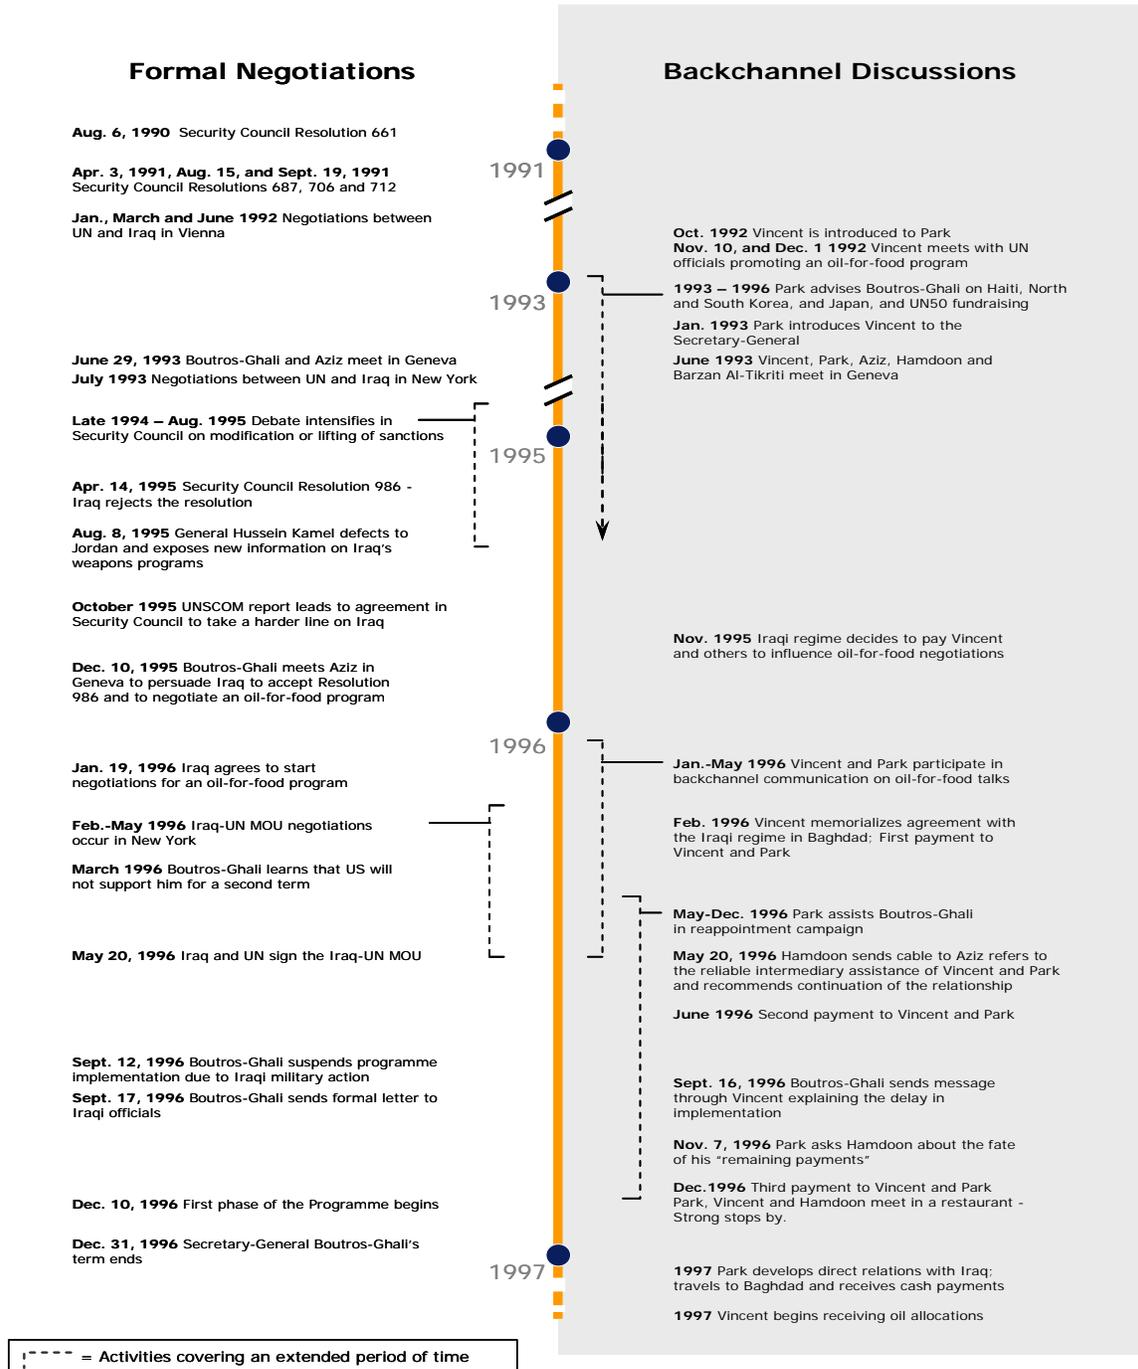 Formal Negotiations
Aug. 6, 1990  Security Council Resolution 661
Apr. 3, 1991, Aug. 15, and Sept. 19, 1991
Security Council Resolutions 687, 706 and 712
Jan., March and June 1992 Negotiations between
UN and Iraq in Vienna
June 29, 1993 Boutros-Ghali and Aziz meet in Geneva
July 1993 Negotiations between UN and Iraq in New York
Late 1994 – Aug. 1995 Debate intensifies in
Security Council on modification or lifting of sanctions
Apr. 14, 1995 Security Council Resolution 986 -
Iraq rejects the resolution
Aug. 8, 1995 General Hussein Kamel defects to
Jordan and exposes new information on Iraq's
weapons programs
October 1995 UNSCOM report leads to agreement in
Security Council to take a harder line on Iraq
Dec. 10, 1995 Boutros-Ghali meets Aziz in
Geneva to persuade Iraq to accept Resolution
986 and to negotiate an oil-for-food program
Jan. 19, 1996 Iraq agrees to start
negotiations for an oil-for-food program
Feb.-May 1996 Iraq-UN MOU negotiations
occur in New York
March 1996 Boutros-Ghali learns that US will
not support him for a second term
May 20, 1996 Iraq and UN sign the Iraq-UN MOU
Sept. 12, 1996 Boutros-Ghali suspends programme
implementation due to Iraqi military action
Sept. 17, 1996 Boutros-Ghali sends formal letter to
Iraqi officials
Dec. 10, 1996 First phase of the Programme begins
Dec. 31, 1996 Secretary-General Boutros-Ghali's
term ends
1991
1993
1995
1996
1997
Backchannel Discussions
Oct. 1992 Vincent is introduced to Park
Nov. 10, and Dec. 1 1992 Vincent meets with UN
officials promoting an oil-for-food program
1993 – 1996 Park advises Boutros-Ghali on Haiti, North
and South Korea, and Japan, and UN50 fundraising
Jan. 1993 Park introduces Vincent to the
Secretary-General
June 1993 Vincent, Park, Aziz, Hamdoon and
Barzan Al-Tikriti meet in Geneva
Nov. 1995 Iraqi regime decides to pay Vincent
and others to influence oil-for-food negotiations
Jan.-May 1996 Vincent and Park participate in
backchannel communication on oil-for-food talks
Feb. 1996 Vincent memorializes agreement with
the Iraqi regime in Baghdad; First payment to
Vincent and Park
May-Dec. 1996 Park assists Boutros-Ghali
in reappointment campaign
May 20, 1996 Hamdoon sends cable to Aziz refers to
the reliable intermediary assistance of Vincent and Park
and recommends continuation of the relationship
June 1996 Second payment to Vincent and Park
Sept. 16, 1996 Boutros-Ghali sends message
through Vincent explaining the delay in
implementation
Nov. 7, 1996 Park asks Hamdoon about the fate
of his "remaining payments"
Dec.1996 Third payment to Vincent and Park
Park, Vincent and Hamdoon meet in a restaurant -
Strong stops by.
1997 Park develops direct relations with Iraq;
travels to Baghdad and receives cash payments
1997 Vincent begins receiving oil allocations
= Activities covering an extended period of time